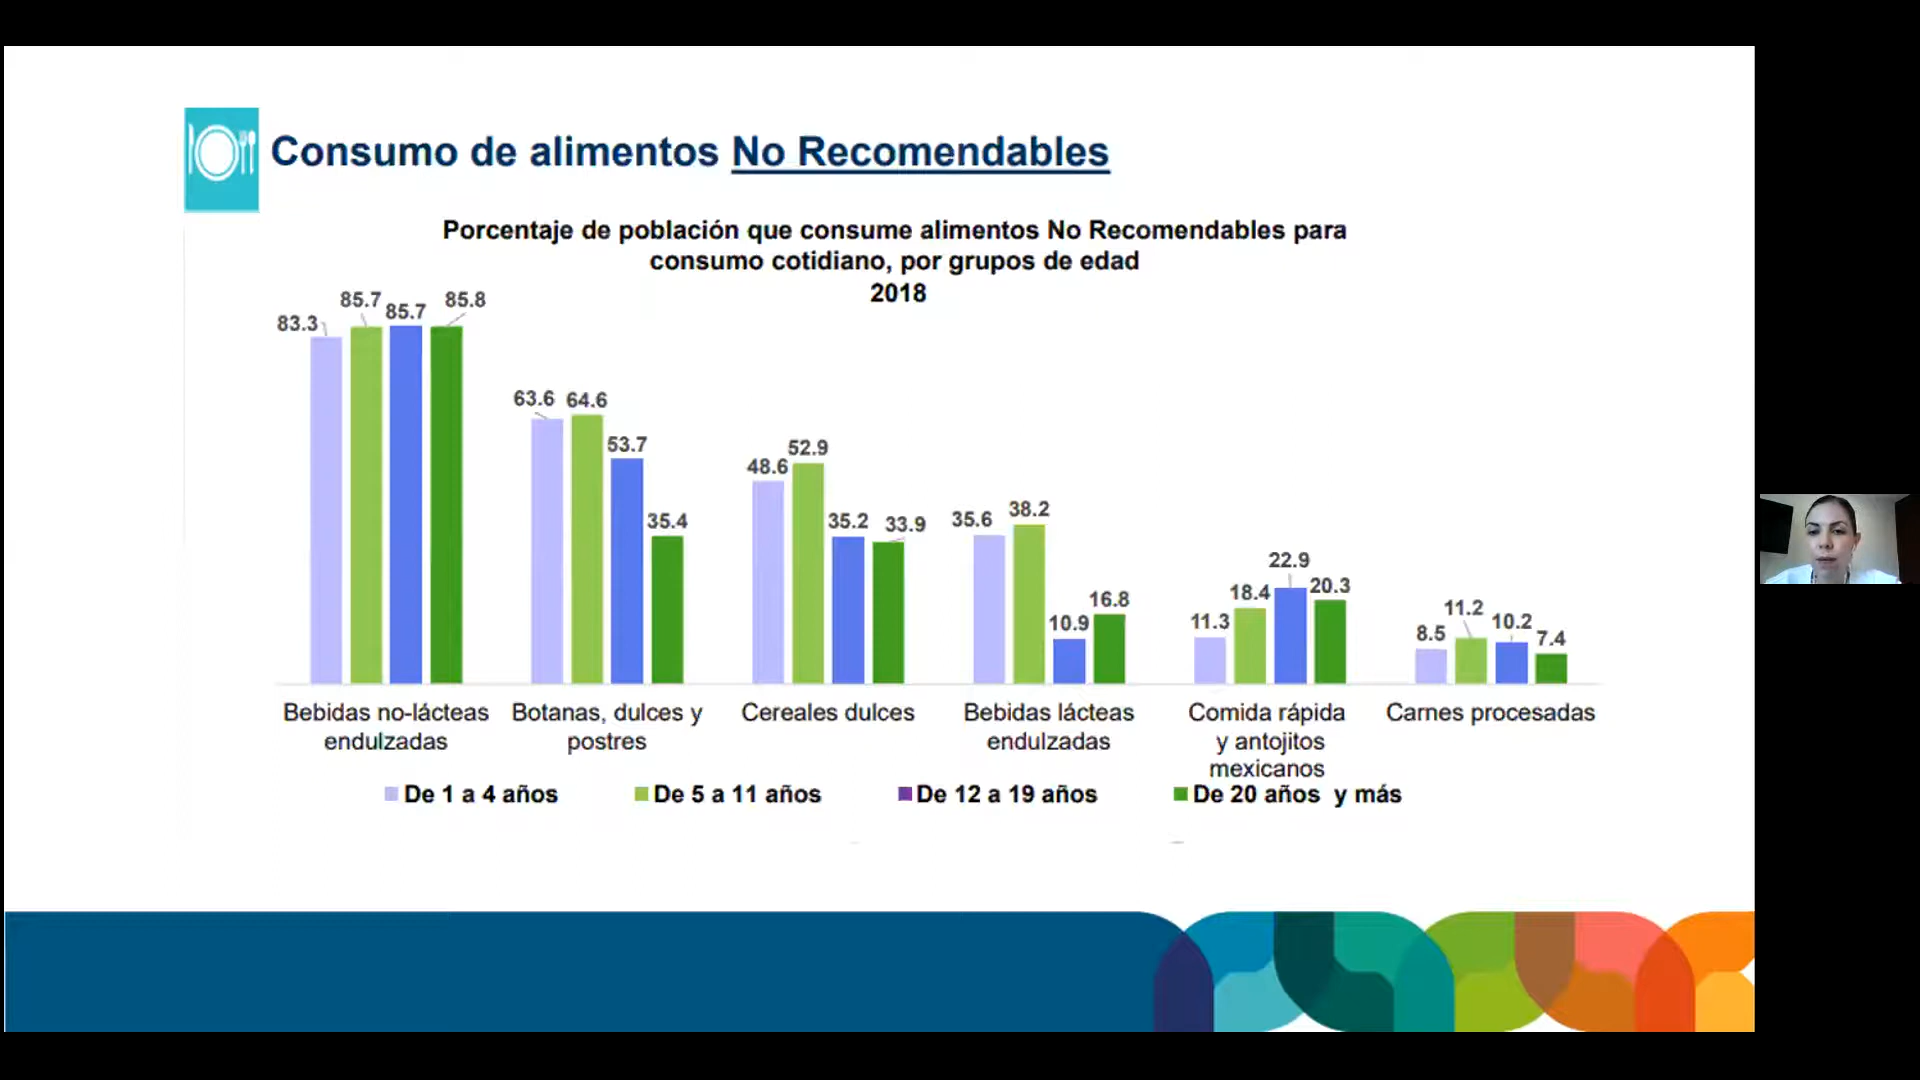 Consumo de alimentos No Recomendables
Porcentaje de población que consume alimentos No Recomendables para
consumo cotidiano, por grupos de edad
2018
83.3 85.7 85.7 85.8
63.6 64.6 53.7 35.4
48.6 52.9 35.2 33.9
35.6 38.2 10.9 16.8
11.3 18.4 22.9 20.3
8.5 11.2 10.2 7.4
Bebidas no-lácteas
endulzadas
Botanas, dulces y
postres
Cereales dulces
Bebidas lácteas
endulzadas
Comida rápida
y antojitos
mexicanos
Carnes procesadas
De 1 a 4 años De 5 a 11 años De 12 a 19 años De 20 años y más